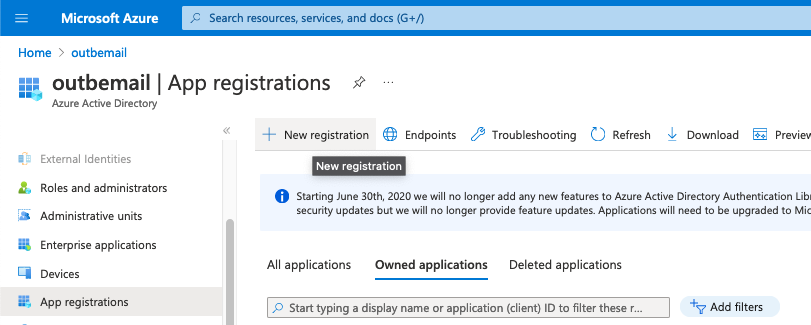 Microsoft Azure
Search resources, services, and docs (G+/)
Home > outbemail
outbemail | App registrations
Azure Active Directory
New registration
Endpoints
Troubleshooting
Refresh
Download
Preview
New registration
External Identities
Roles and administrators
Administrative units
Enterprise applications
Devices
App registrations
Starting June 30th, 2020 we will no longer add any new features to Azure Active Directory Authentication Lib
security updates but we will no longer provide feature updates. Applications will need to be upgraded to Mic
All applications
Owned applications
Deleted applications
Start typing a display name or application (client) ID to filter these r...
Add filters